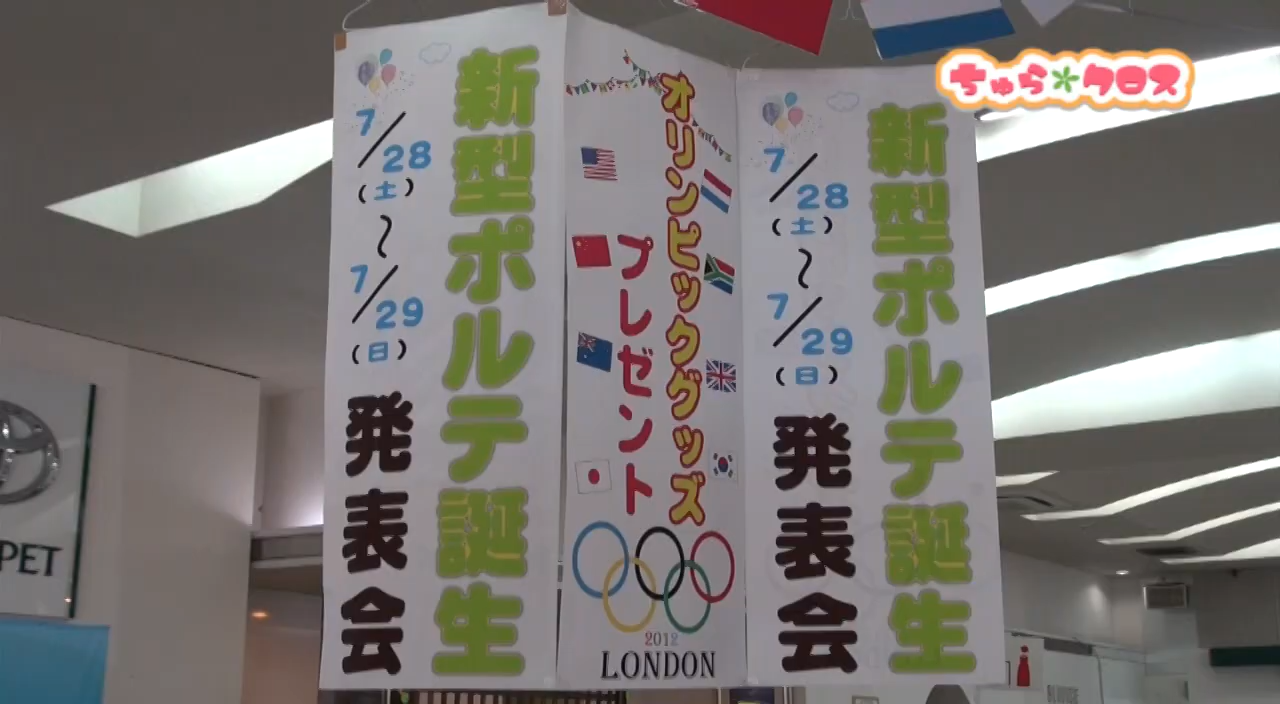 ちゅら*クロス
新型ポルテ誕生
7/28(土)~7/29(日) 発表会
オリンピックグッズ
プレゼント
2012
LONDON
新型ポルテ誕生
7/28(土)~7/29(日) 発表会
PET